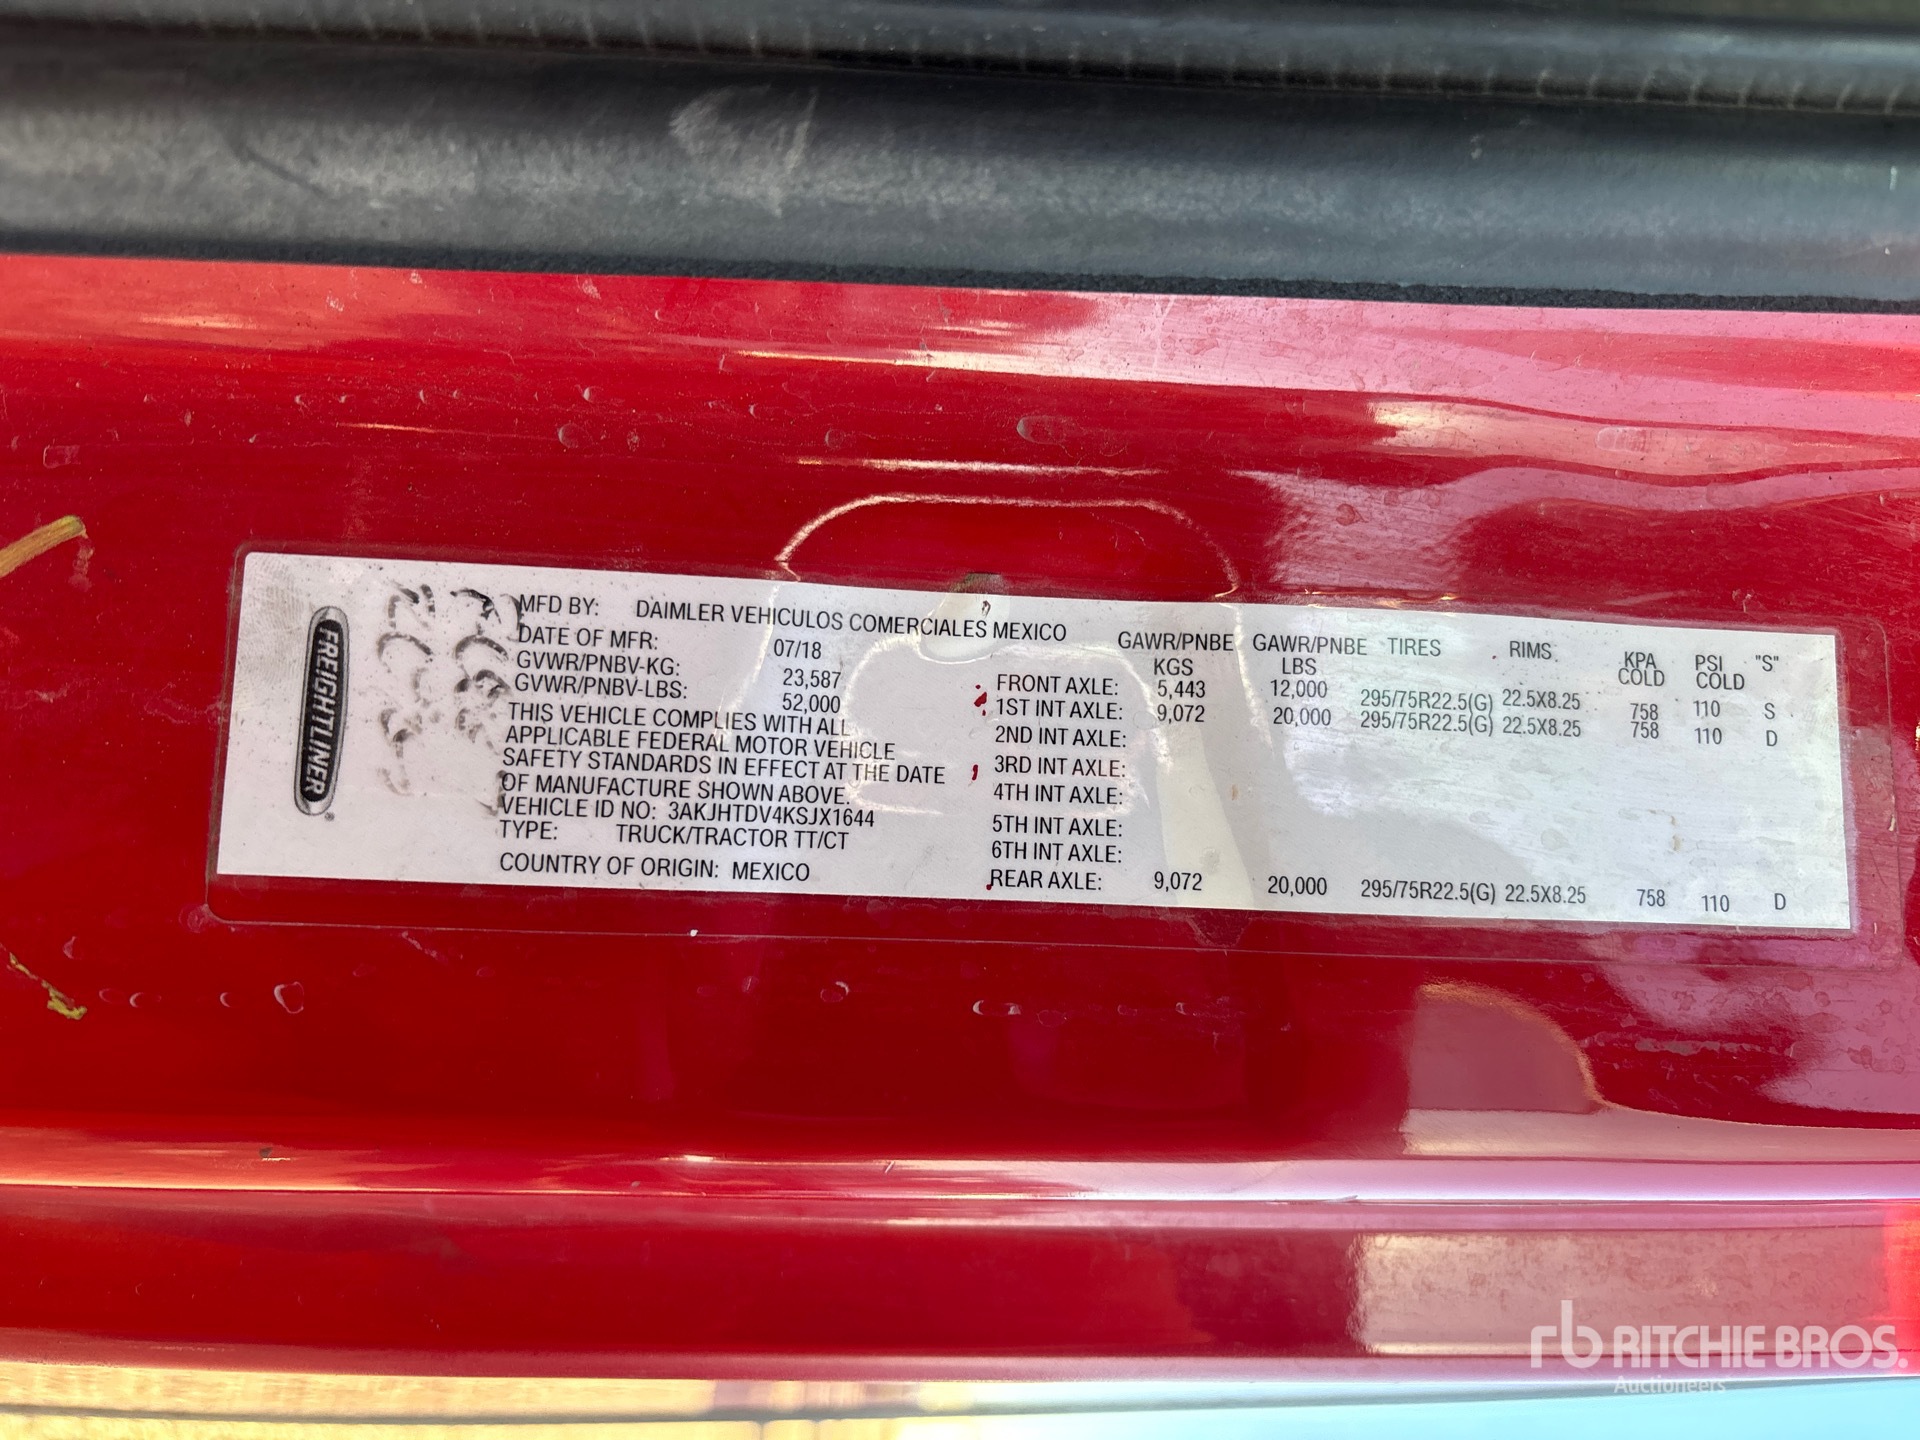 FREIGHTLINER
MFD BY: DAIMLER VEHICULOS COMERCIALES MEXICO
DATE OF MFR: 07/18
GVWR/PNBV-KG: 23,587
GVWR/PNBV-LBS: 52,000
THIS VEHICLE COMPLIES WITH ALL
APPLICABLE FEDERAL MOTOR VEHICLE
SAFETY STANDARDS IN EFFECT AT THE DATE
OF MANUFACTURE SHOWN ABOVE.
VEHICLE ID NO: 3AKJHTDV4KSJX1644
TYPE: TRUCK/TRACTOR TT/CT
COUNTRY OF ORIGIN: MEXICO
GAWR/PNBE GAWR/PNBE TIRES RIMS KPA PSI "S"
KGS LBS COLD COLD
FRONT AXLE: 5,443 12,000 295/75R22.5(G) 22.5X8.25 758 110 S
1ST INT AXLE: 9,072 20,000 295/75R22.5(G) 22.5X8.25 758 110 D
2ND INT AXLE:
3RD INT AXLE:
4TH INT AXLE:
5TH INT AXLE:
6TH INT AXLE:
REAR AXLE: 9,072 20,000 295/75R22.5(G) 22.5X8.25 758 110 D
rb RITCHIE BROS.
Auctioneers